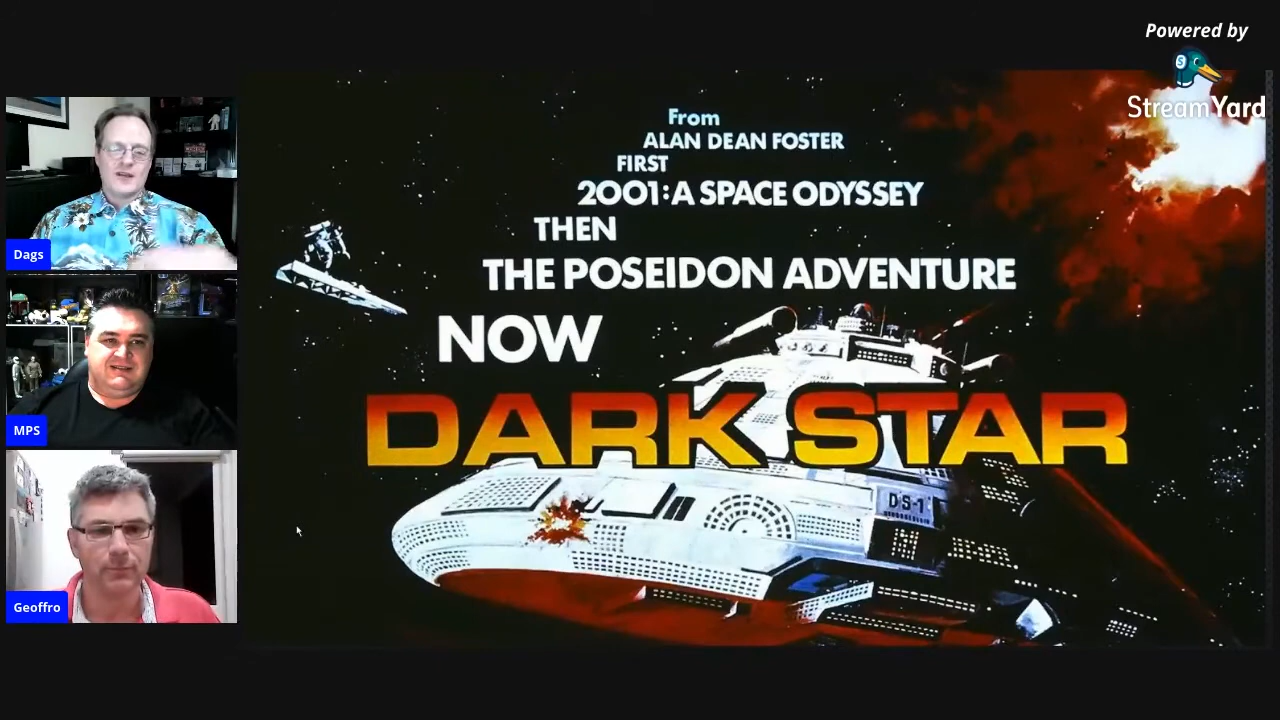 Powered by
StreamYard
From
ALAN DEAN FOSTER
FIRST
2001: A SPACE ODYSSEY
THEN
THE POSEIDON ADVENTURE
NOW
DARK STAR
DS-1
Dags
MPS
Geoffro